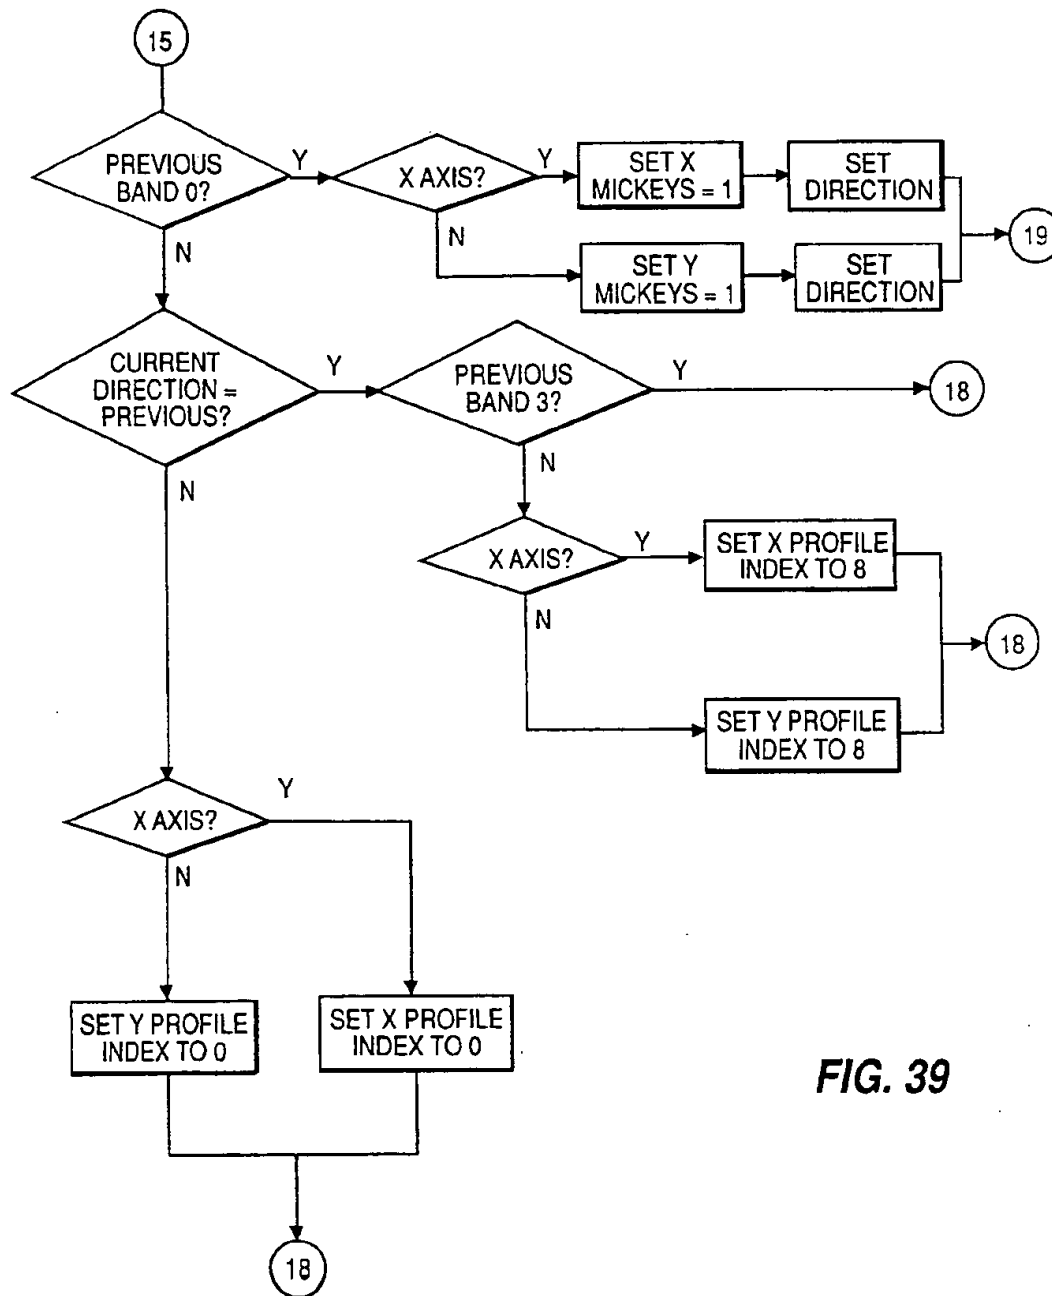 15
PREVIOUS
BAND 0?
Y
X AXIS?
Y
SET X
MICKEYS = 1
SET
DIRECTION
N
N
SET Y
MICKEYS = 1
SET
DIRECTION
19
CURRENT
DIRECTION =
PREVIOUS?
Y
PREVIOUS
BAND 3?
Y
18
N
N
X AXIS?
Y
SET X PROFILE
INDEX TO 8
N
SET Y PROFILE
INDEX TO 8
18
X AXIS?
Y
N
SET Y PROFILE
INDEX TO 0
SET X PROFILE
INDEX TO 0
18
FIG. 39